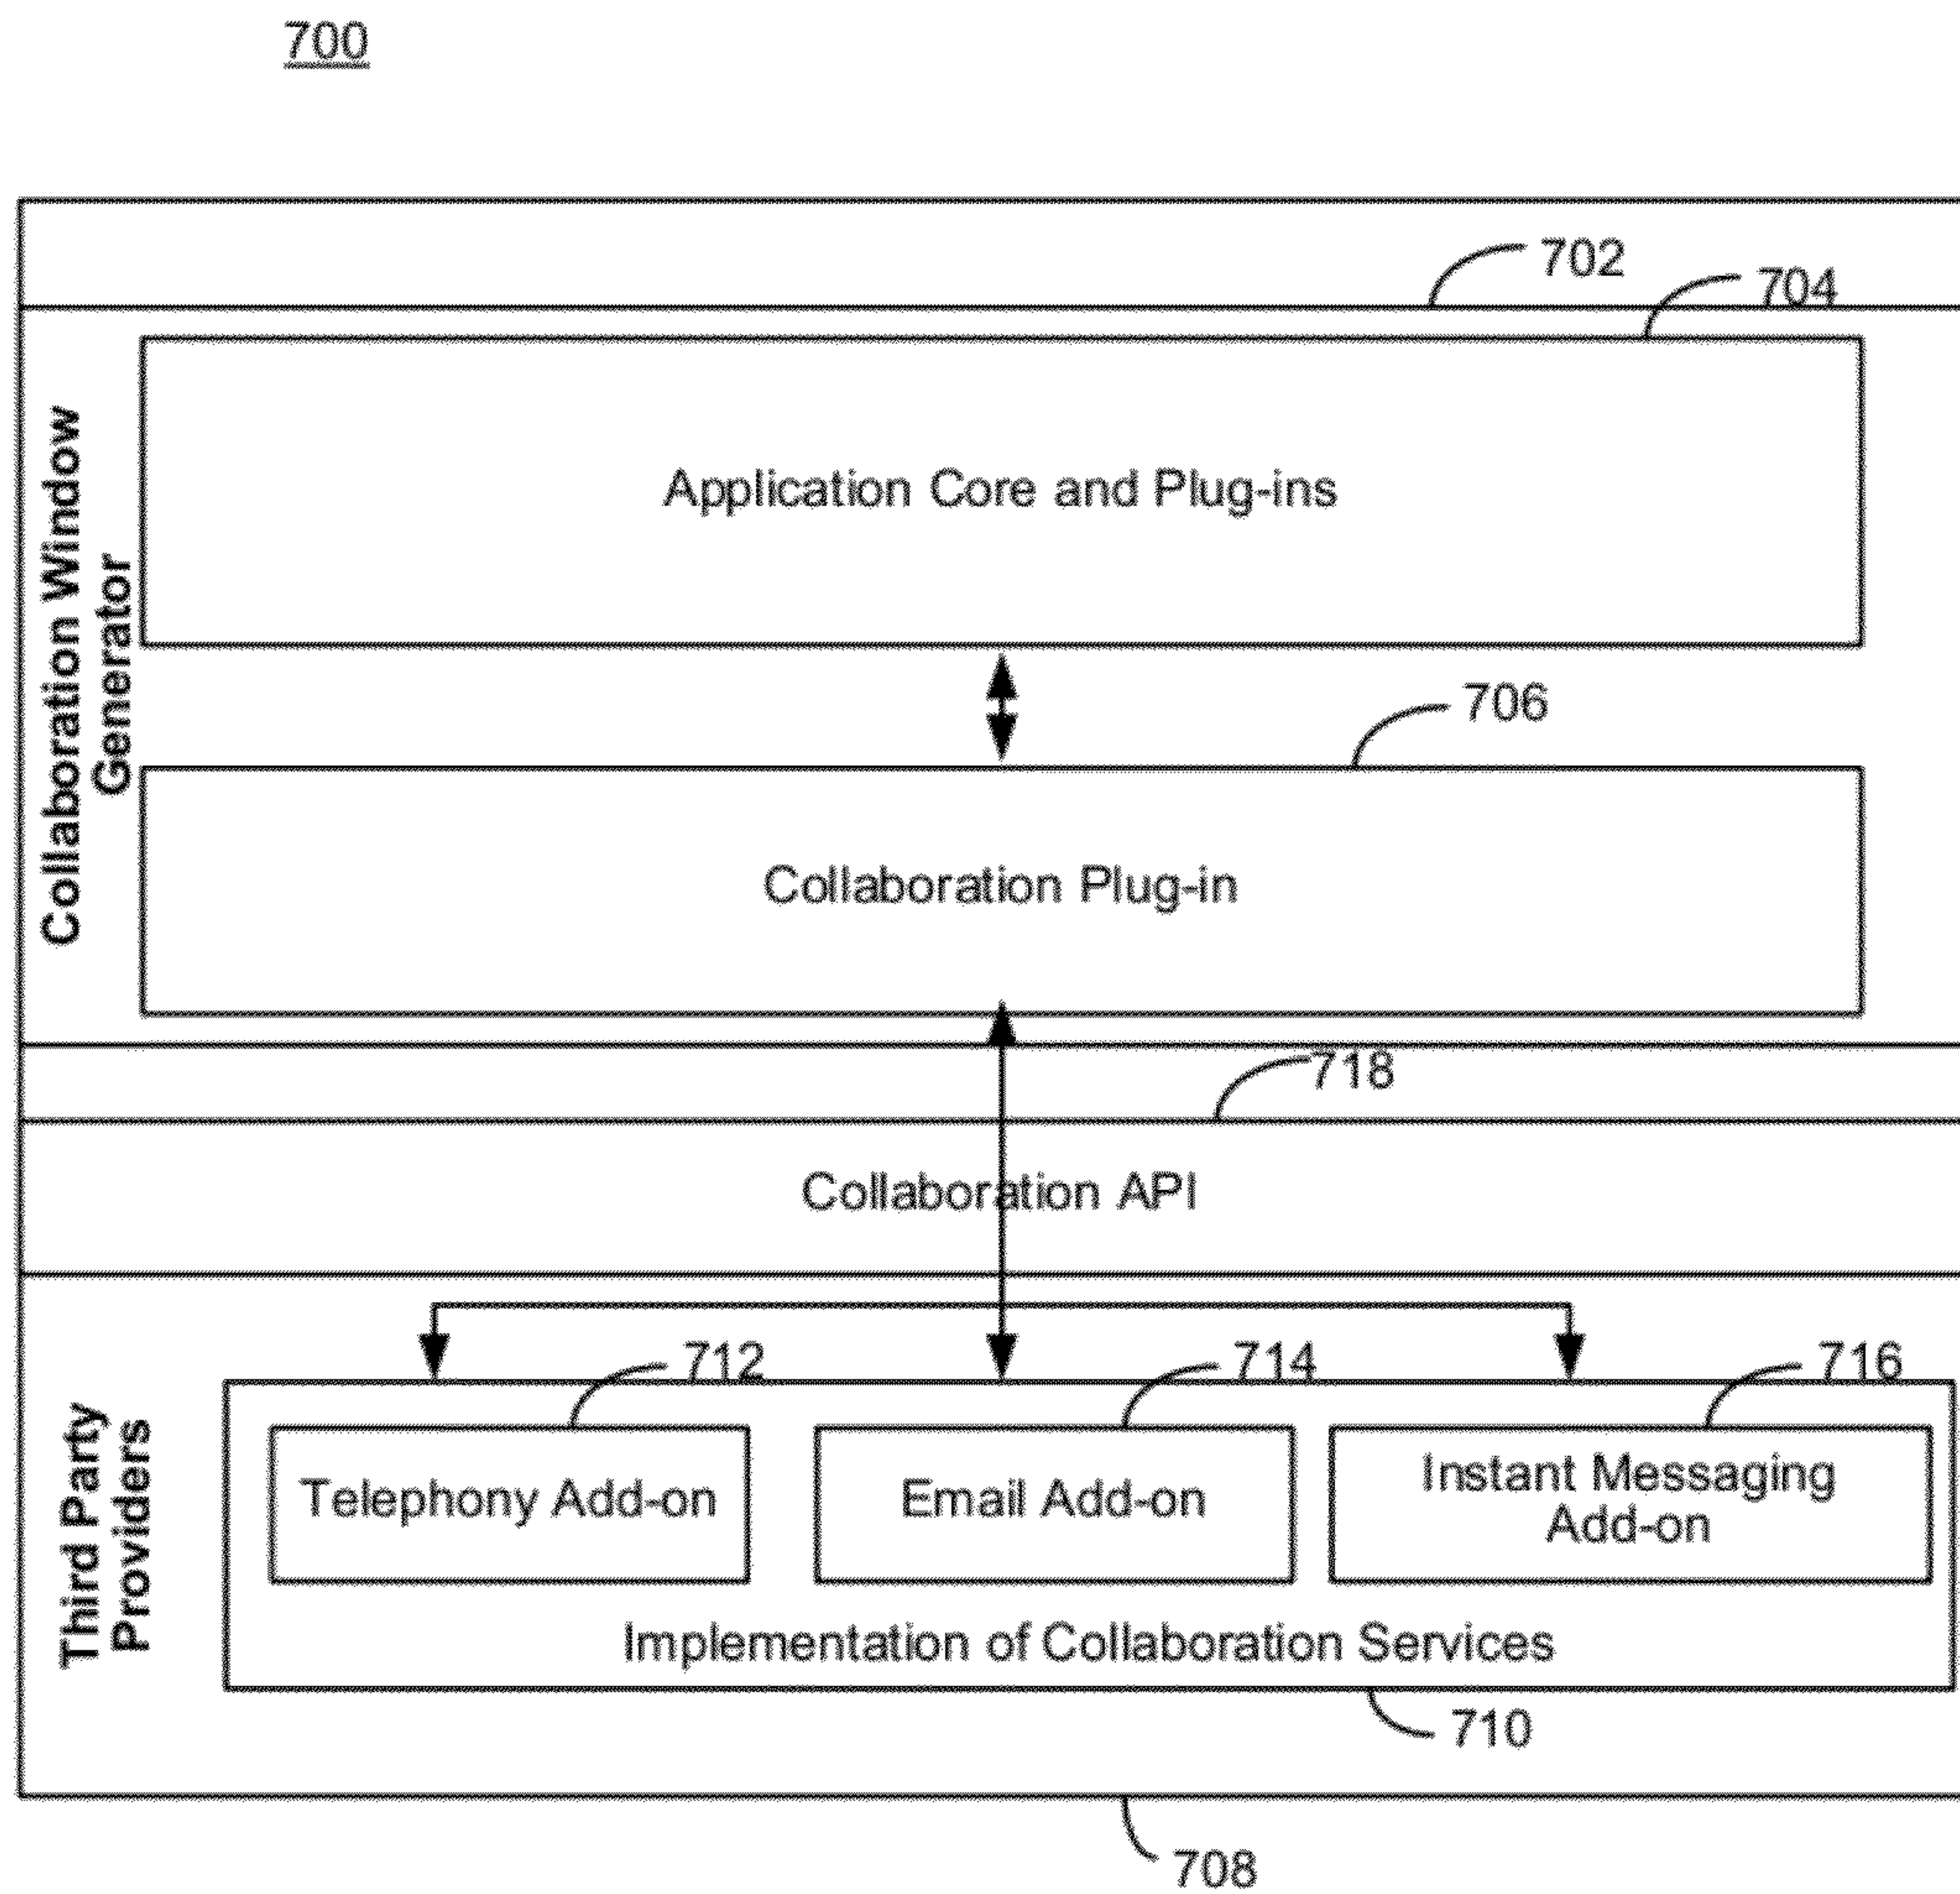 700
702
704
Collaboration Window
Generator
Application Core and Plug-ins
706
Collaboration Plug-in
718
Collaboration API
Third Party
Providers
712
714
716
Telephony Add-on
Email Add-on
Instant Messaging
Add-on
Implementation of Collaboration Services
710
708